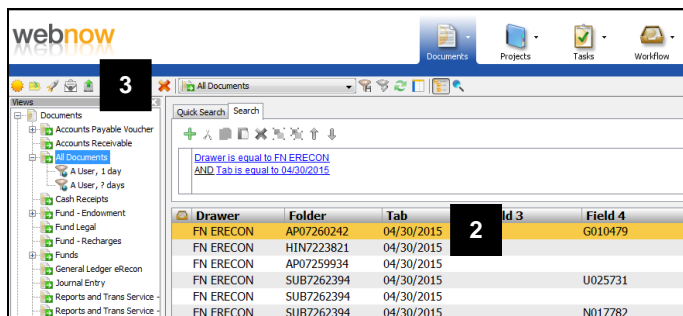 webnow
Documents
Projects
Tasks
Workflow
3
All Documents
Views
Documents
Accounts Payable Voucher
Accounts Receivable
All Documents
A User, 1 day
A User, ? days
Cash Receipts
Fund - Endowment
Fund Legal
Fund - Recharges
Funds
General Ledger eRecon
Journal Entry
Reports and Trans Service -
Reports and Trans Service -
Quick Search Search
Drawer is equal to FN ERECON
AND Tab is equal to 04/30/2015
Drawer Folder Tab ld 3 Field 4
2
FN ERECON AP07260242 04/30/2015 G010479
FN ERECON HIN7223821 04/30/2015
FN ERECON AP07259934 04/30/2015
FN ERECON SUB7262394 04/30/2015 U025731
FN ERECON SUB7262394 04/30/2015
FN ERECON SUB7262394 04/30/2015 N017782